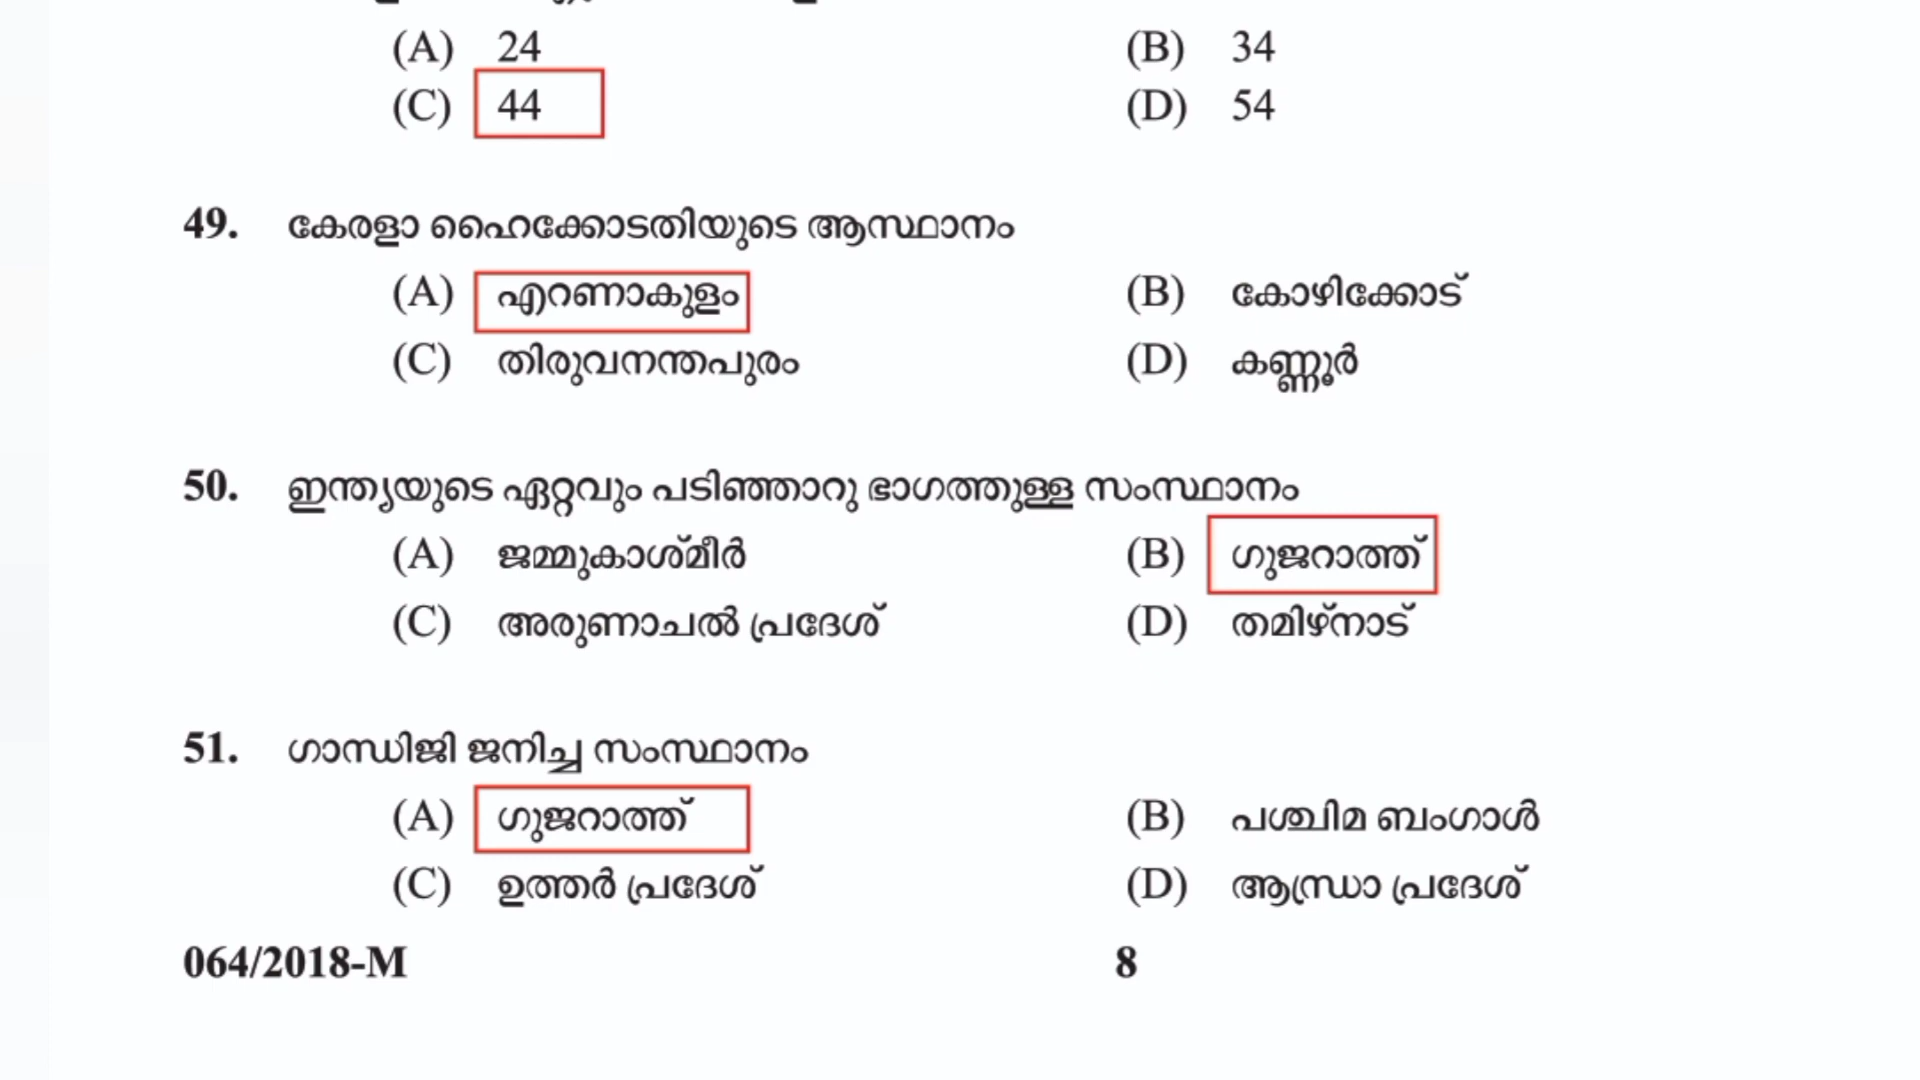 (A) 24 (B) 34
(C) 44 (D) 54
49. കേരളാ ഹൈക്കോടതിയുടെ ആസ്ഥാനം
(A) എറണാകുളം (B) കോഴിക്കോട്
(C) തിരുവനന്തപുരം (D) കണ്ണൂർ
50. ഇന്ത്യയുടെ ഏറ്റവും പടിഞ്ഞാറു ഭാഗത്തുള്ള സംസ്ഥാനം
(A) ജമ്മുകാശ്മീർ (B) ഗുജറാത്ത്
(C) അരുണാചൽ പ്രദേശ് (D) തമിഴ്നാട്
51. ഗാന്ധിജി ജനിച്ച സംസ്ഥാനം
(A) ഗുജറാത്ത് (B) പശ്ചിമ ബംഗാൾ
(C) ഉത്തർ പ്രദേശ് (D) ആന്ധ്രാ പ്രദേശ്
064/2018-M 8